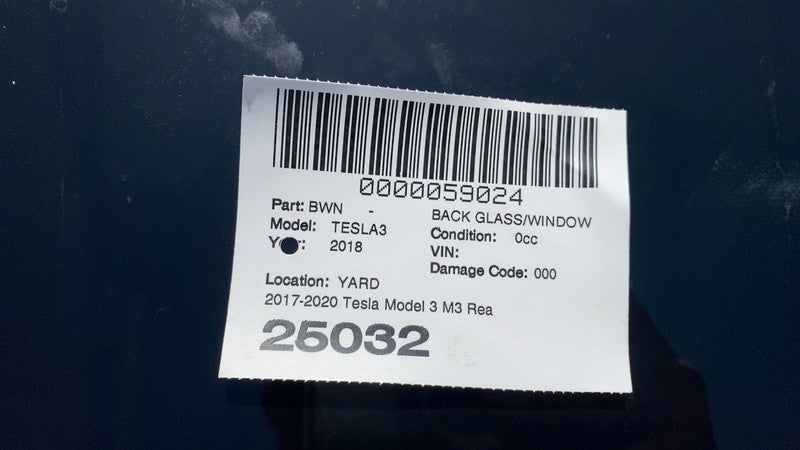 0000059024
Part: BWN - BACK GLASS/WINDOW
Model: TESLA3 Condition: 0cc
2018 VIN:
Damage Code: 000
Location: YARD
2017-2020 Tesla Model 3 M3 Rea
25032